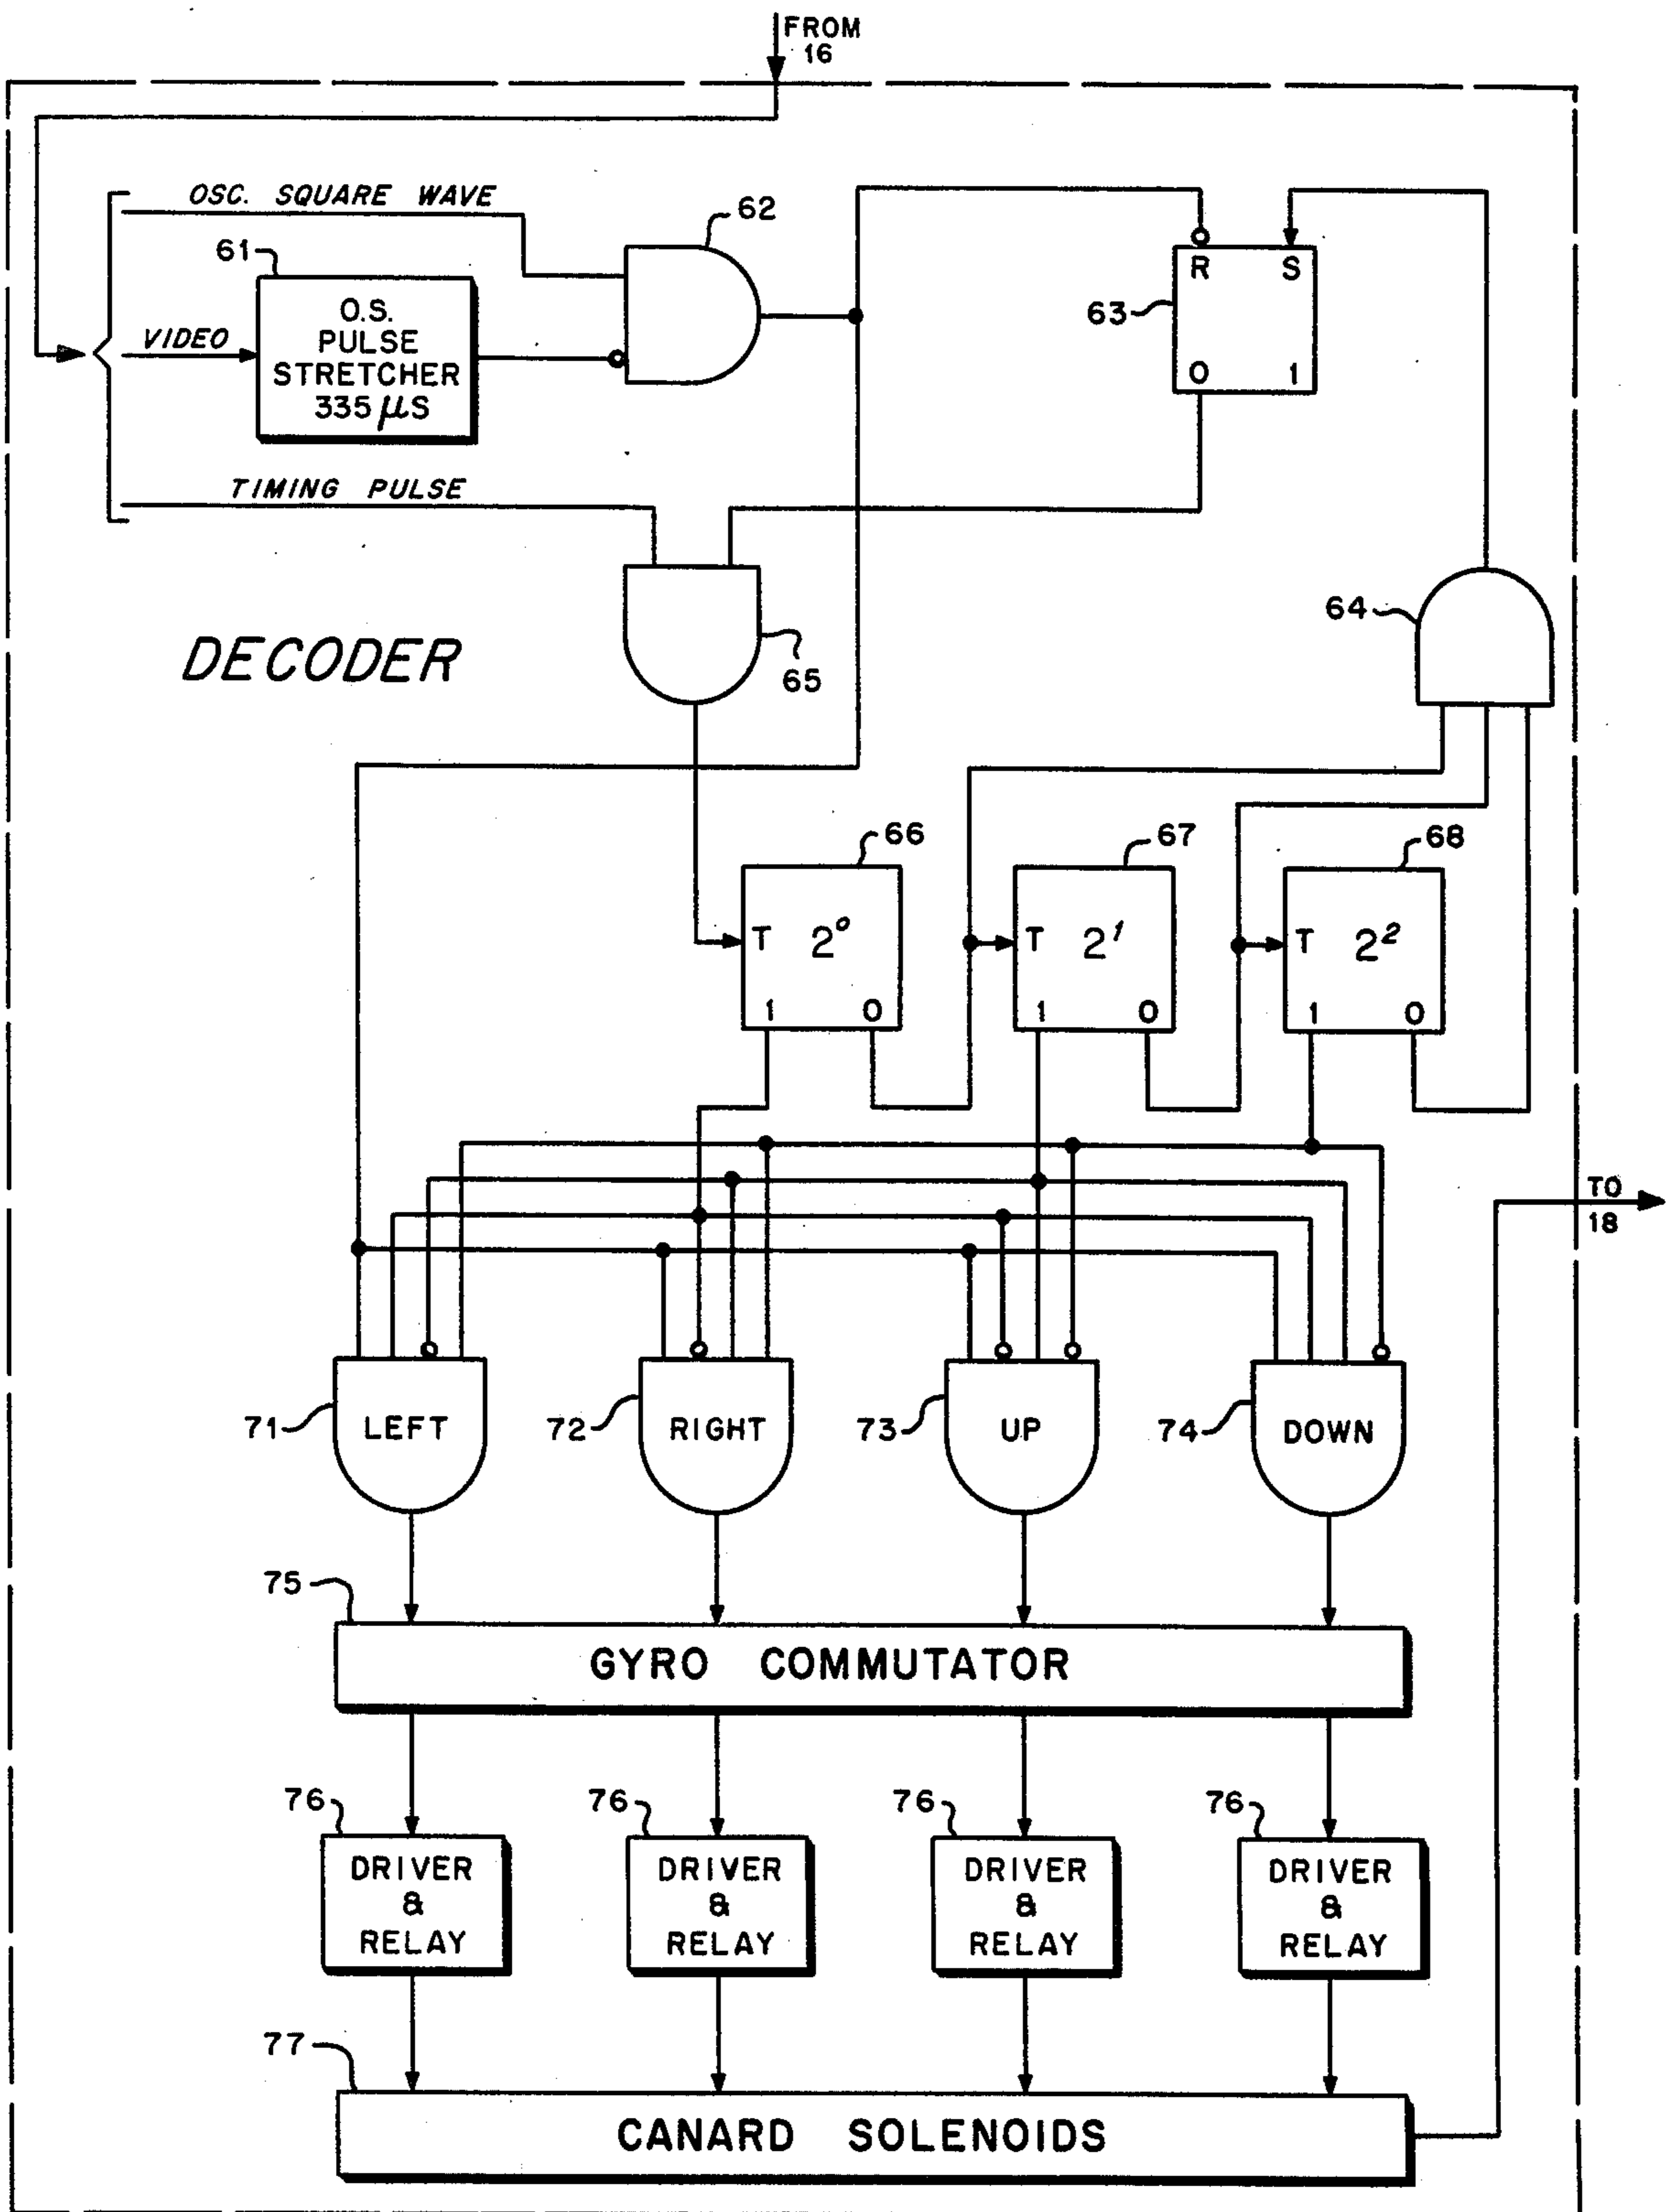 FROM
16
OSC. SQUARE WAVE
62
61
O.S.
PULSE
STRETCHER
335 µS
VIDEO
R S
63
0 1
TIMING PULSE
64
65
DECODER
66
67
68
T 2⁰
1 0
T 2¹
1 0
T 2²
1 0
TO
18
71
LEFT
72
RIGHT
73
UP
74
DOWN
75
GYRO COMMUTATOR
76
DRIVER
&
RELAY
76
DRIVER
&
RELAY
76
DRIVER
&
RELAY
76
DRIVER
&
RELAY
77
CANARD SOLENOIDS